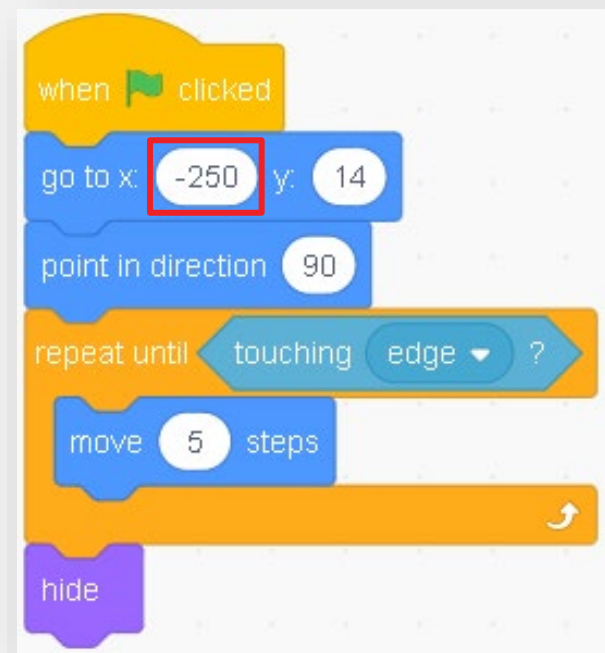 when clicked
go to x: -250 y: 14
point in direction 90
repeat until touching edge ?
move 5 steps
hide